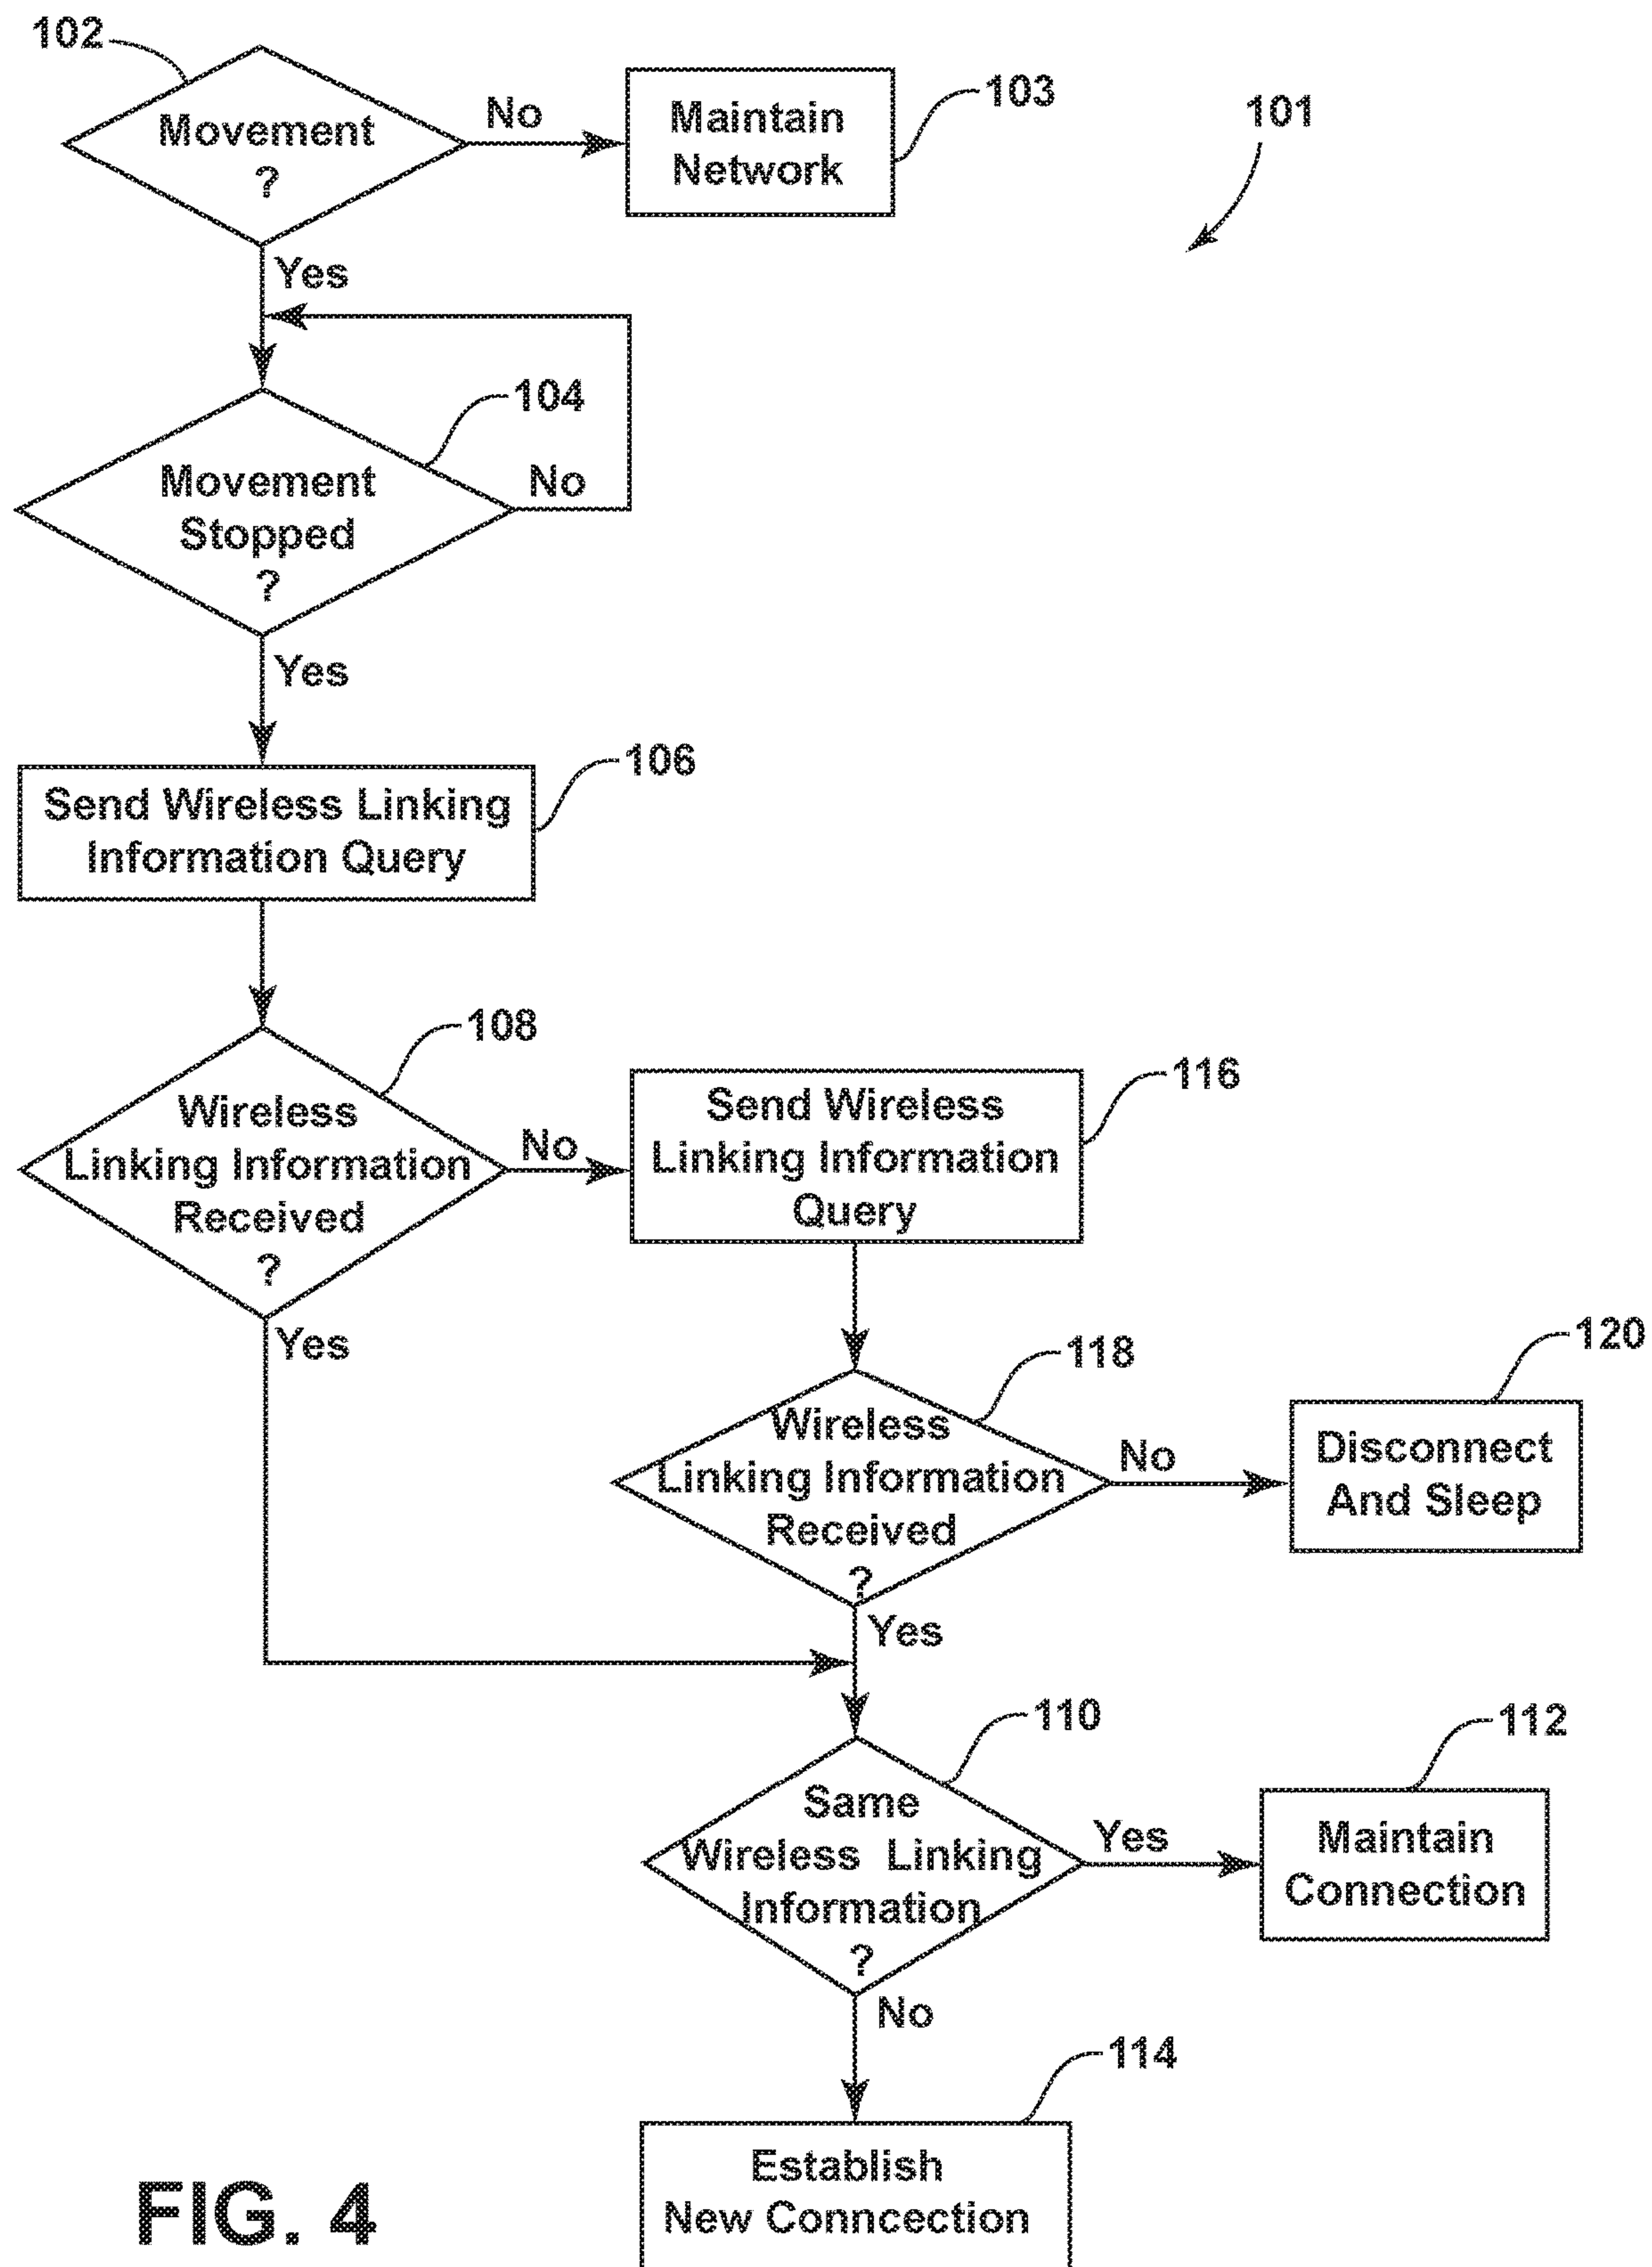 102
Movement
?
No
Maintain
Network
103
101
Yes
104
Movement
Stopped
?
No
Yes
106
Send Wireless Linking
Information Query
108
Wireless
Linking Information
Received
?
No
116
Send Wireless
Linking Information
Query
Yes
118
Wireless
Linking Information
Received
?
No
120
Disconnect
And Sleep
Yes
110
Same
Wireless Linking
Information
?
Yes
112
Maintain
Connection
No
114
Establish
New Conncection
FIG. 4